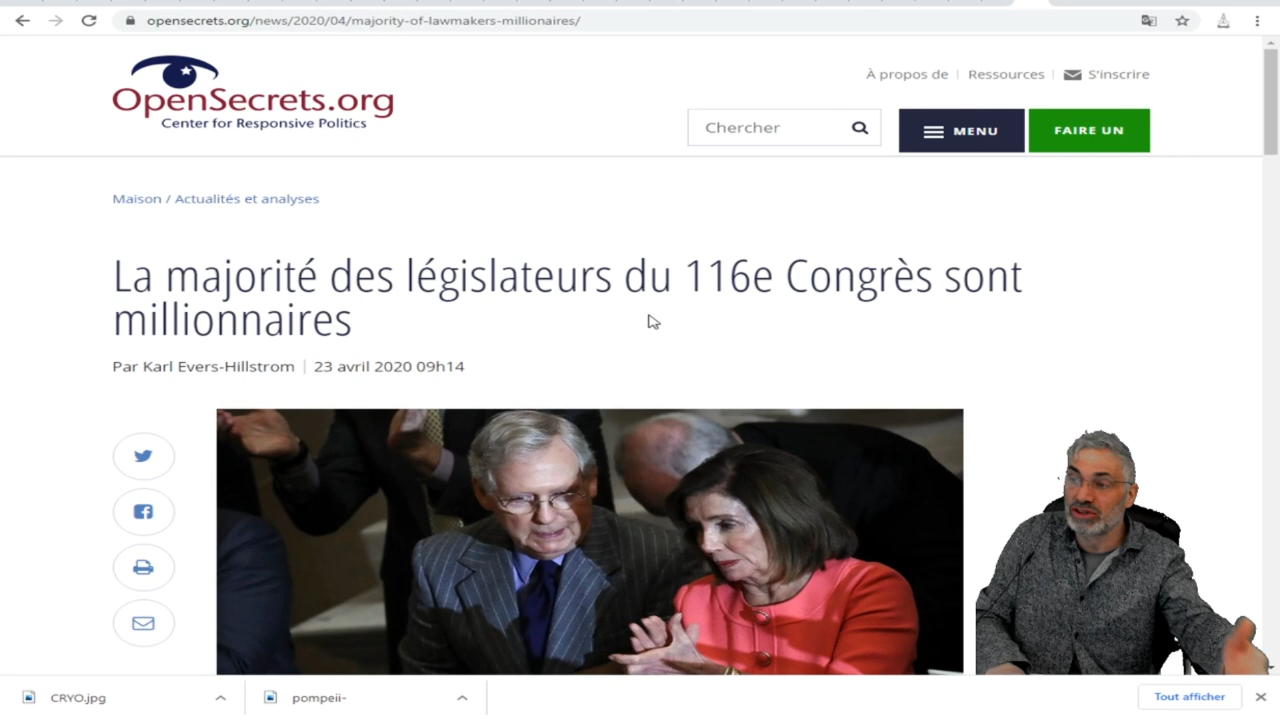 opensecrets.org/news/2020/04/majority-of-lawmakers-millionaires/
OpenSecrets.org
Center for Responsive Politics
À propos de
Ressources
S'inscrire
Chercher
MENU
FAIRE UN
Maison / Actualités et analyses
La majorité des législateurs du 116e Congrès sont
millionnaires
Par Karl Evers-Hillstrom | 23 avril 2020 09h14
CRYO.jpg
pompeii-
Tout afficher